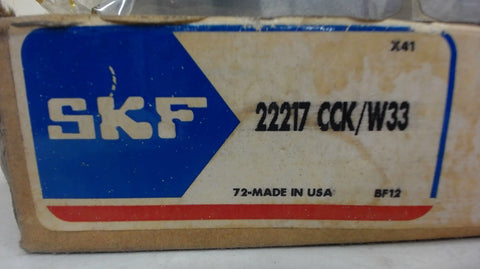 X41
SKF
22217 CCK/W33
72-MADE IN USA BF12